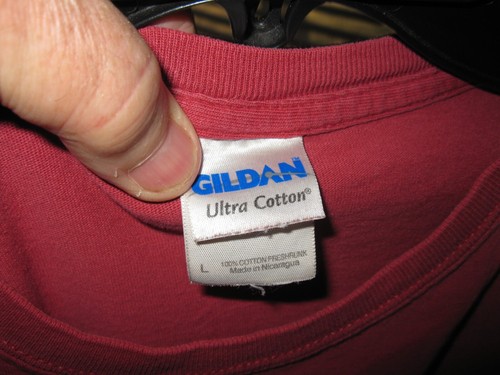 GILDAN
Ultra Cotton®
L
100% COTTON PRESHRUNK
Made in Nicaragua